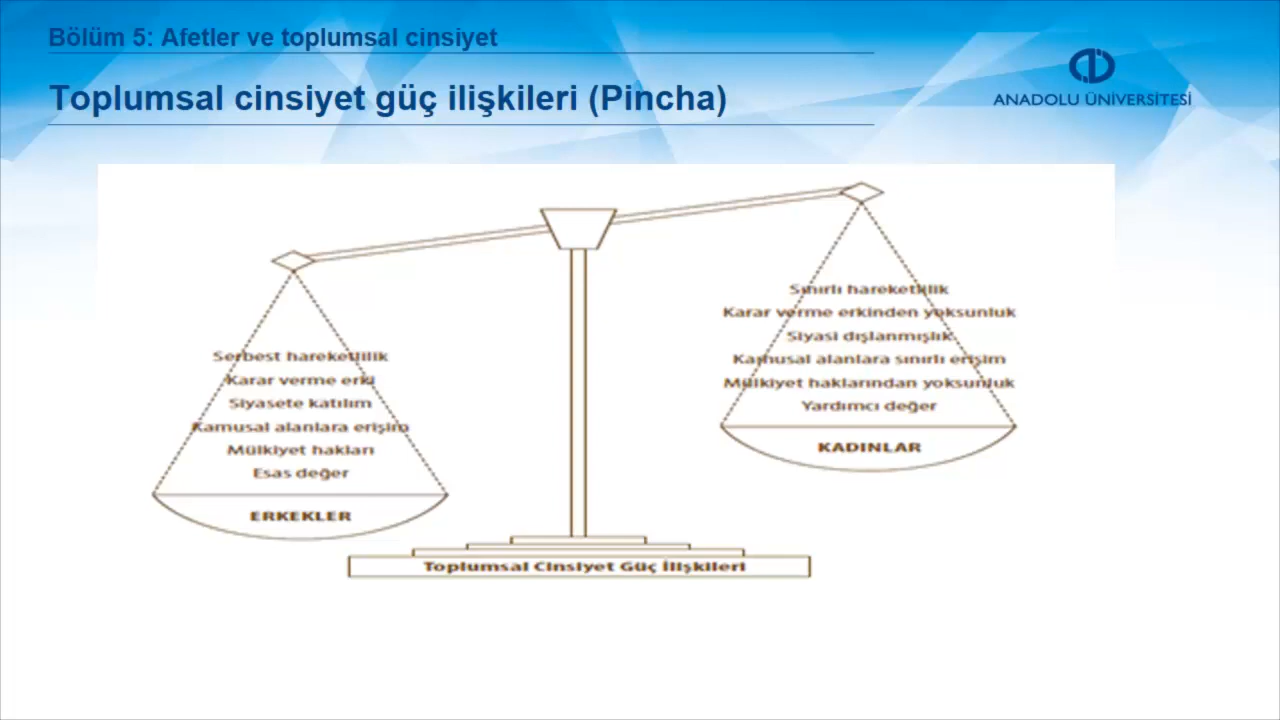 Bölüm 5: Afetler ve toplumsal cinsiyet
Toplumsal cinsiyet güç ilişkileri (Pincha)
ANADOLU ÜNİVERSİTESİ
Serbest hareketlilik
Karar verme erki
Siyasete katılım
Kamusal alanlara erişim
Mülkiyet hakları
Esas değer
ERKEKLER
Sınırlı hareketlilik
Karar verme erkinden yoksunluk
Siyasi dışlanmışlık
Kamusal alanlara sınırlı erişim
Mülkiyet haklarından yoksunluk
Yardımcı değer
KADINLAR
Toplumsal Cinsiyet Güç İlişkileri